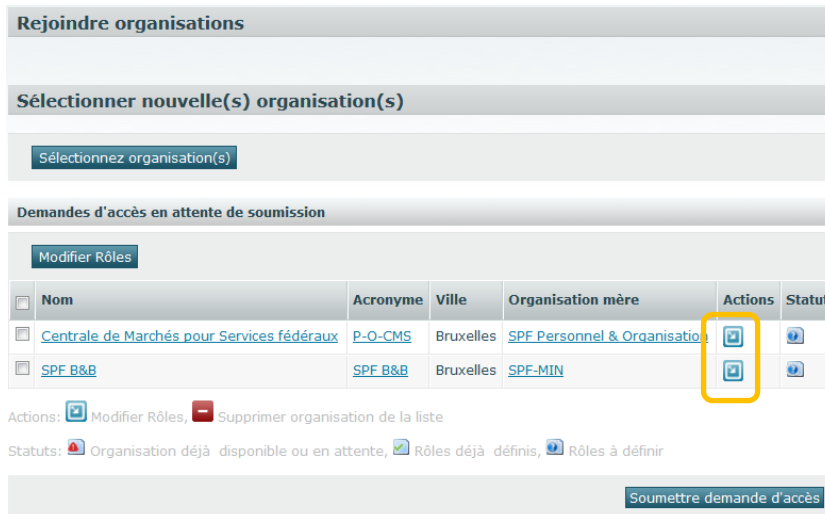 Rejoindre organisations
Sélectionner nouvelle(s) organisation(s)
Sélectionnez organisation(s)
Demandes d'accès en attente de soumission
Modifier Rôles
Nom Acronyme Ville Organisation mère Actions Statut
Centrale de Marchés pour Services fédéraux P-O-CMS Bruxelles SPF Personnel & Organisation
SPF B&B SPF B&B Bruxelles SPF-MIN
Actions: Modifier Rôles, Supprimer organisation de la liste
Statuts: Organisation déjà disponible ou en attente, Rôles déjà définis, Rôles à définir
Soumettre demande d'accès